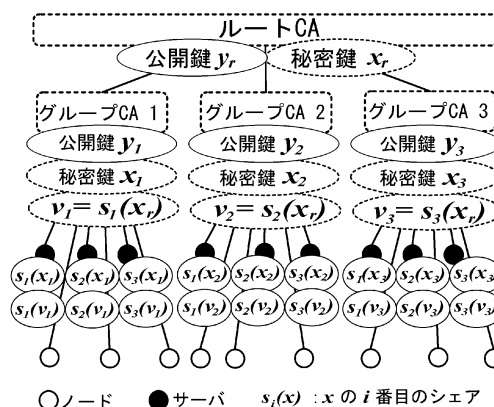 ルートCA
公開鍵 y_r 秘密鍵 x_r
グループCA 1 グループCA 2 グループCA 3
公開鍵 y_1 公開鍵 y_2 公開鍵 y_3
秘密鍵 x_1 秘密鍵 x_2 秘密鍵 x_3
v_1= s_1(x_r) v_2= s_2(x_r) v_3= s_3(x_r)
s_1(x_1) s_2(x_1) s_3(x_1) s_1(x_2) s_2(x_2) s_3(x_2) s_1(x_3) s_2(x_3) s_3(x_3)
s_1(v_1) s_2(v_1) s_3(v_1) s_1(v_2) s_2(v_2) s_3(v_2) s_1(v_3) s_2(v_3) s_3(v_3)
ノード サーバ s_i(x) : x の i 番目のシェア